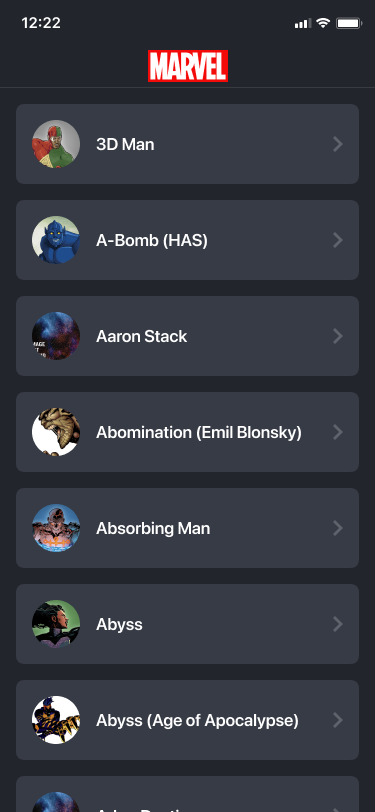 12:22
MARVEL
3D Man
A-Bomb (HAS)
Aaron Stack
Abomination (Emil Blonsky)
Absorbing Man
Abyss
Abyss (Age of Apocalypse)